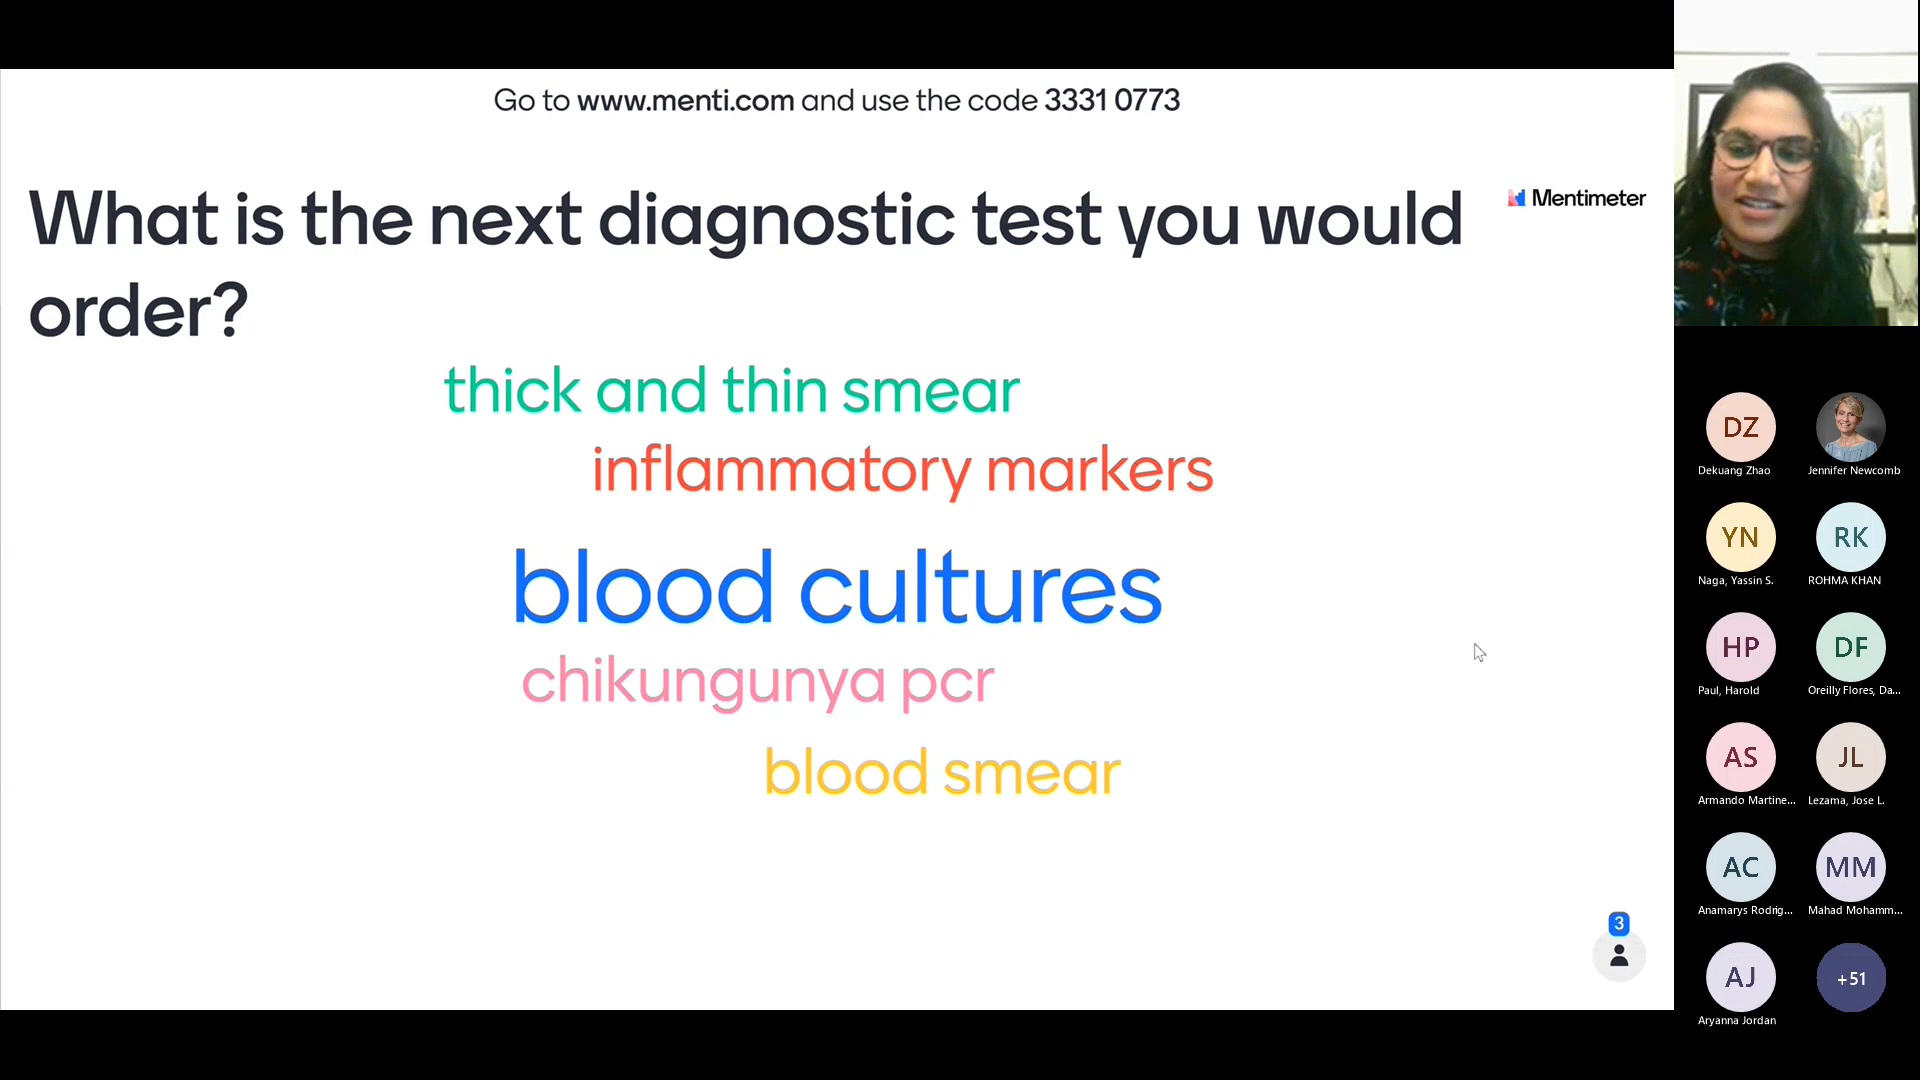 Go to www.menti.com and use the code 3331 0773
What is the next diagnostic test you would
order?
Mentimeter
thick and thin smear
inflammatory markers
blood cultures
chikungunya pcr
blood smear
3
DZ
Dekuang Zhao
Jennifer Newcomb
YN
Naga, Yassin S.
RK
ROHMA KHAN
HP
Paul, Harold
DF
Oreilly Flores, Da...
AS
Armando Martine...
JL
Lezama, Jose L.
AC
Anamarys Rodrig...
MM
Mahad Mohamm...
AJ
Aryanna Jordan
+51